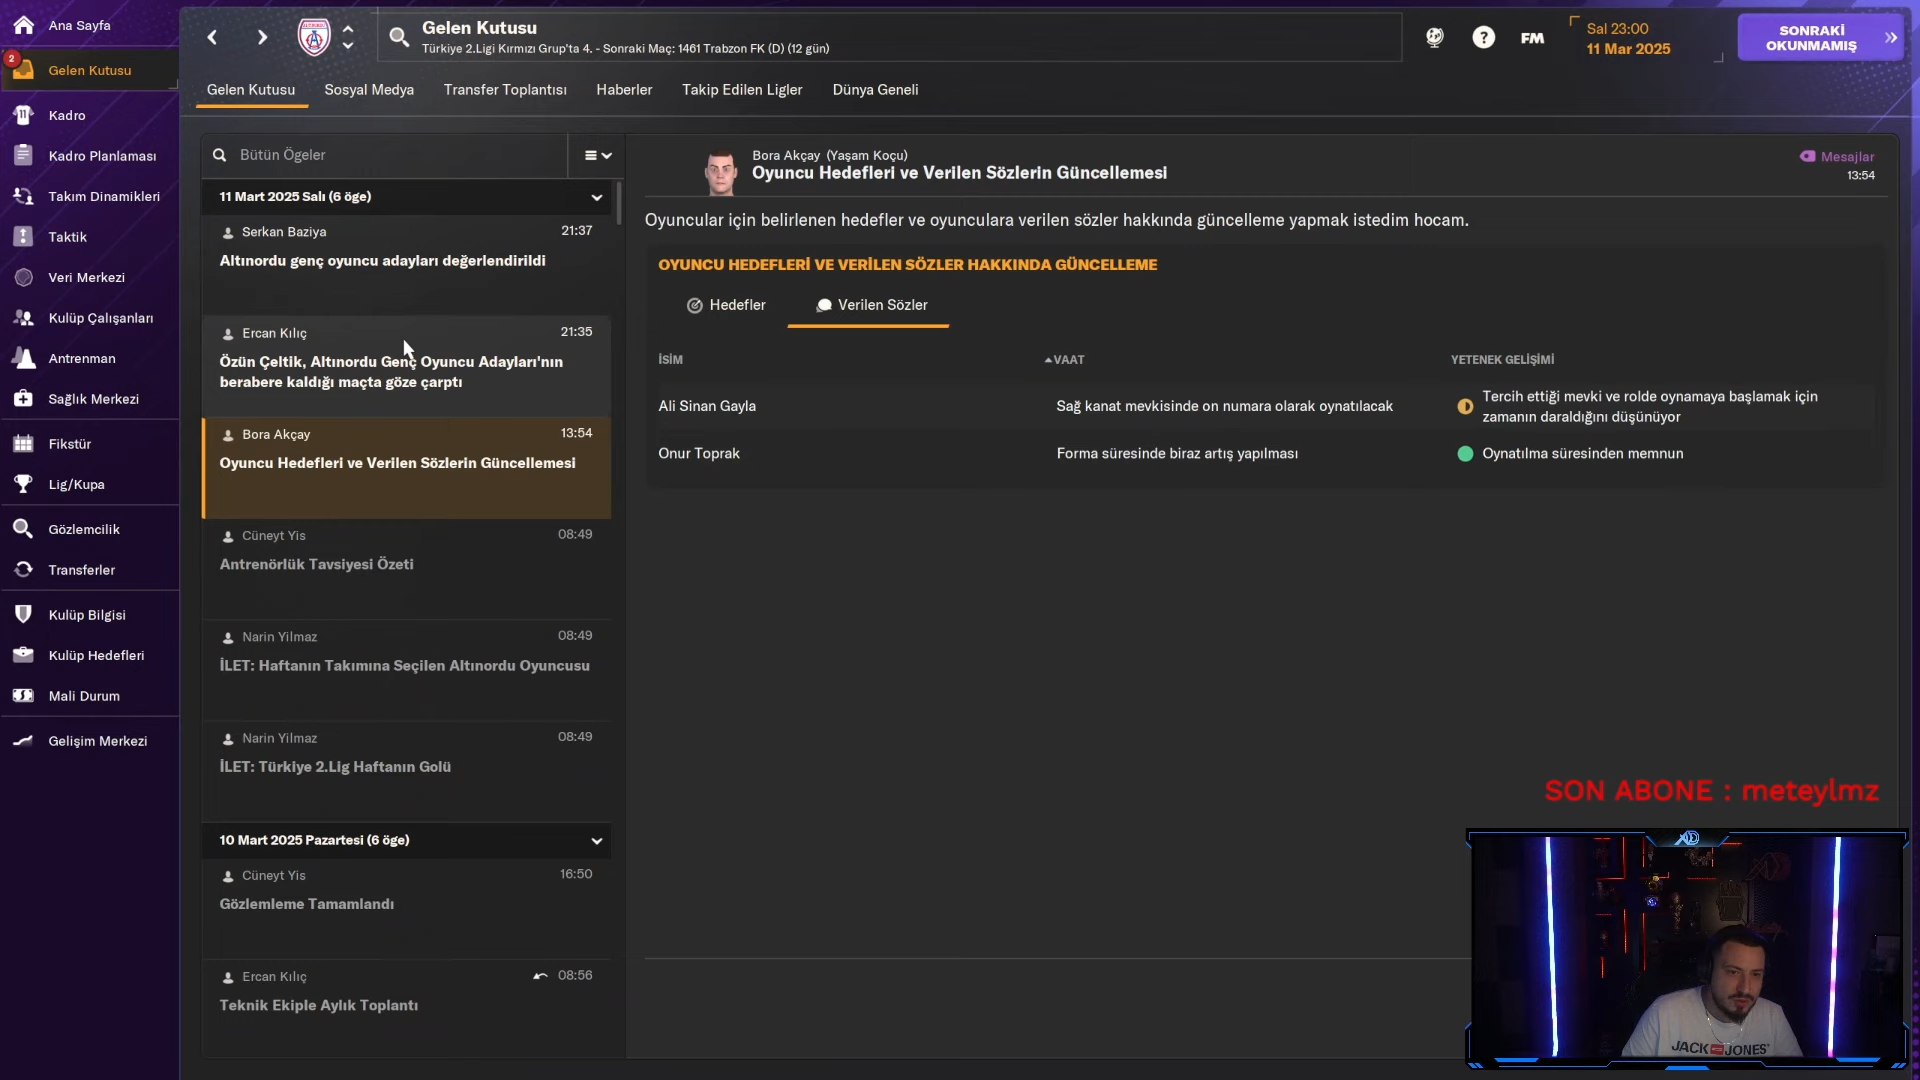 Ana Sayfa
2
Gelen Kutusu
Kadro
Kadro Planlaması
Takım Dinamikleri
Taktik
Veri Merkezi
Kulüp Çalışanları
Antrenman
Sağlık Merkezi
Fikstür
Lig/Kupa
Gözlemcilik
Transferler
Kulüp Bilgisi
Kulüp Hedefleri
Mali Durum
Gelişim Merkezi
Gelen Kutusu
Türkiye 2.Ligi Kırmızı Grup'ta 4. - Sonraki Maç: 1461 Trabzon FK (D) (12 gün)
FM
Sal 23:00
11 Mar 2025
SONRAKİ
OKUNMAMIŞ
Gelen Kutusu Sosyal Medya Transfer Toplantısı Haberler Takip Edilen Ligler Dünya Geneli
Bütün Ögeler
11 Mart 2025 Salı (6 öge)
Serkan Baziya 21:37
Altınordu genç oyuncu adayları değerlendirildi
Ercan Kılıç 21:35
Özün Çeltik, Altınordu Genç Oyuncu Adayları'nın
berabere kaldığı maçta göze çarptı
Bora Akçay 13:54
Oyuncu Hedefleri ve Verilen Sözlerin Güncellemesi
Cüneyt Yis 08:49
Antrenörlük Tavsiyesi Özeti
Narin Yilmaz 08:49
İLET: Haftanın Takımına Seçilen Altınordu Oyuncusu
Narin Yilmaz 08:49
İLET: Türkiye 2.Lig Haftanın Golü
10 Mart 2025 Pazartesi (6 öge)
Cüneyt Yis 16:50
Gözlemleme Tamamlandı
Ercan Kılıç 08:56
Teknik Ekiple Aylık Toplantı
Bora Akçay (Yaşam Koçu)
Oyuncu Hedefleri ve Verilen Sözlerin Güncellemesi
Mesajlar
13:54
Oyuncular için belirlenen hedefler ve oyunculara verilen sözler hakkında güncelleme yapmak istedim hocam.
OYUNCU HEDEFLERİ VE VERİLEN SÖZLER HAKKINDA GÜNCELLEME
Hedefler Verilen Sözler
İSİM VAAT YETENEK GELİŞİMİ
Ali Sinan Gayla Sağ kanat mevkisinde on numara olarak oynatılacak Tercih ettiği mevki ve rolde oynamaya başlamak için
zamanın daraldığını düşünüyor
Onur Toprak Forma süresinde biraz artış yapılması Oynatılma süresinden memnun
SON ABONE : meteylmz
JACK JONES